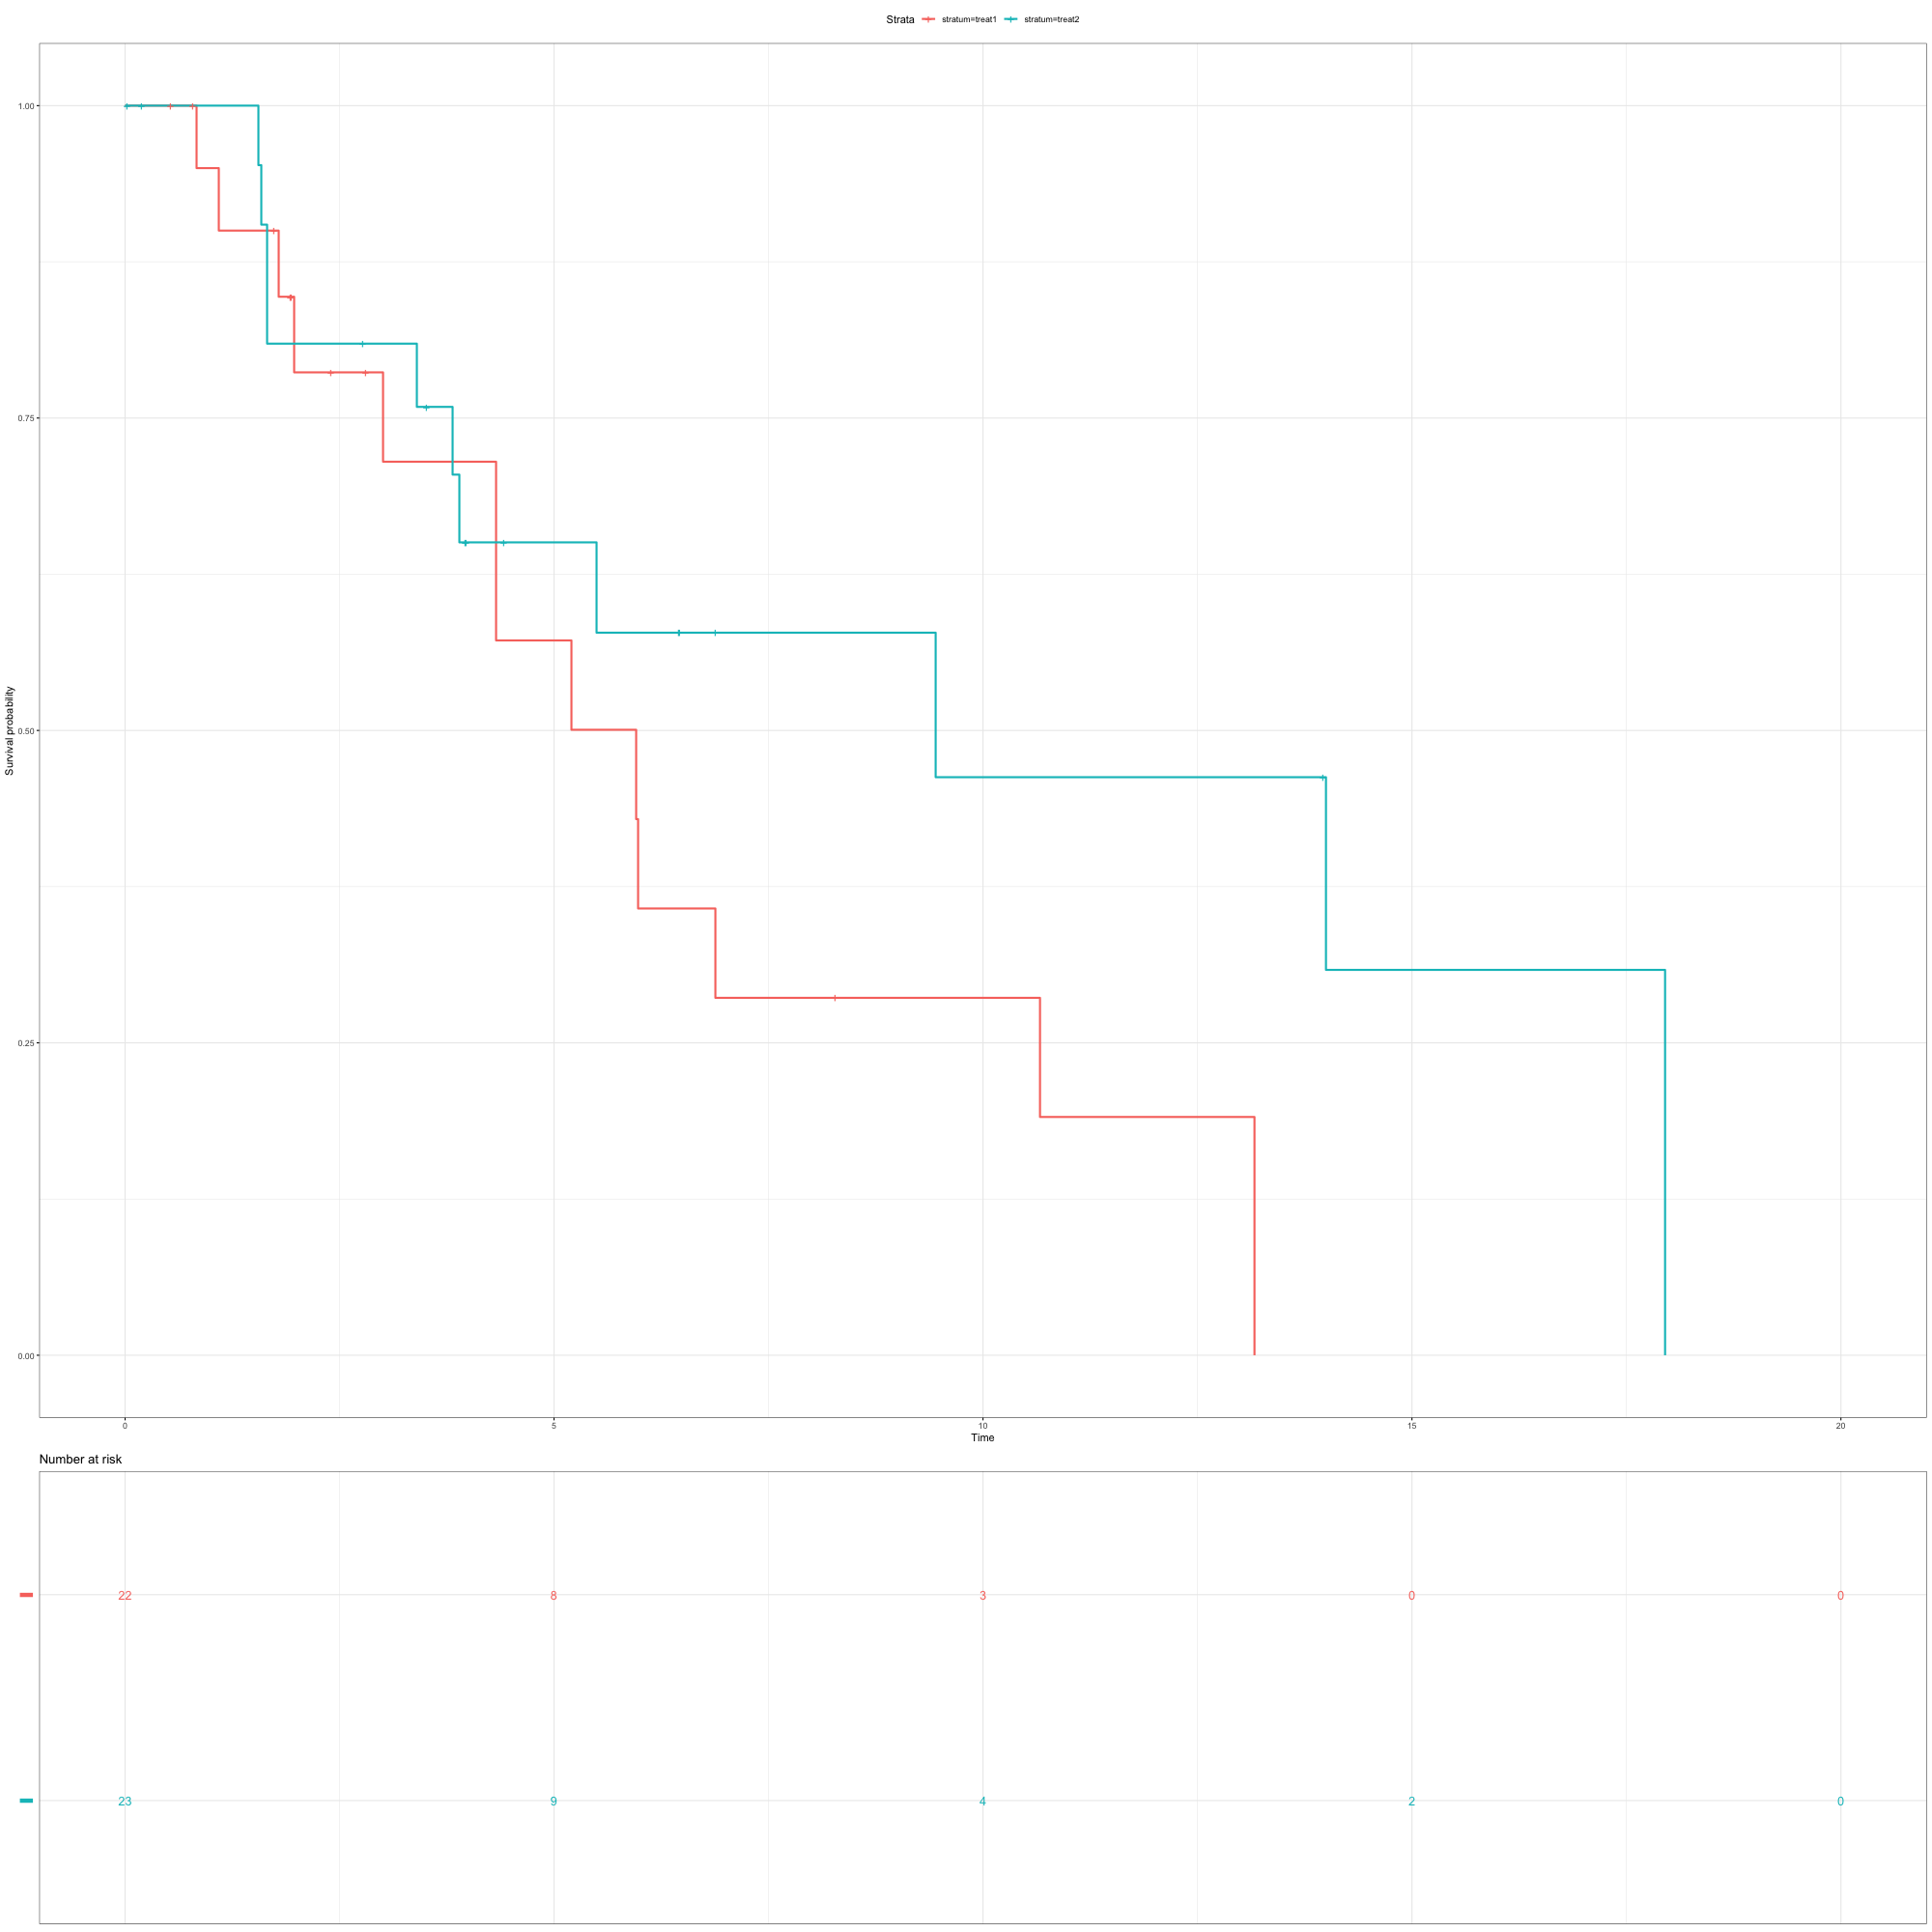 Strata stratum=treat1 stratum=treat2
1.00
0.75
0.50
0.25
0.00
Survival probability
0 5 10 15 20
Time
Number at risk
22 8 3 0 0
23 9 4 2 0